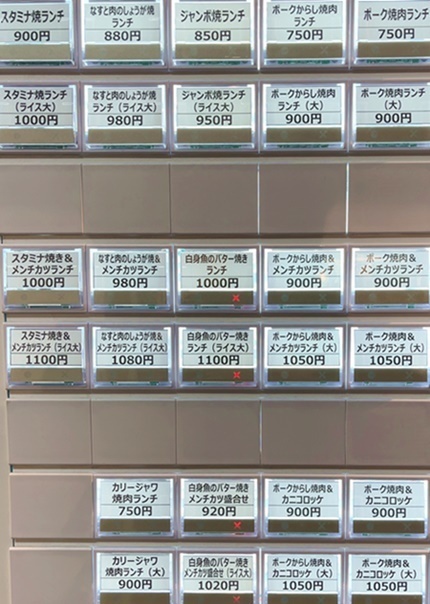 スタミナ焼ランチ
900円
なすと肉のしょうが焼
ランチ
880円
ジャンボ焼ランチ
850円
ポークからし焼肉
ランチ
750円
ポーク焼肉ランチ
750円
スタミナ焼ランチ
(ライス大)
1000円
なすと肉のしょうが焼
ランチ(ライス大)
980円
ジャンボ焼ランチ
(ライス大)
950円
ポークからし焼肉
ランチ(大)
900円
ポーク焼肉ランチ
(大)
900円
スタミナ焼き&
メンチカツランチ
1000円
なすと肉のしょうが焼&
メンチカツランチ
980円
白身魚のバター焼き
ランチ
1000円
ポークからし焼肉&
メンチカツランチ
900円
ポーク焼肉&
メンチカツランチ
900円
スタミナ焼き&
メンチカツランチ(ライス大)
1100円
なすと肉のしょうが焼&
メンチカツランチ(ライス大)
1080円
白身魚のバター焼き
ランチ(ライス大)
1100円
ポークからし焼肉&
メンチカツランチ(大)
1050円
ポーク焼肉&
メンチカツランチ(大)
1050円
カリージャワ
焼肉ランチ
750円
白身魚のバター焼き
メンチカツ盛合せ
920円
ポークからし焼肉&
カニコロッケ
900円
ポーク焼肉&
カニコロッケ
900円
カリージャワ
焼肉ランチ(大)
900円
白身魚のバター焼き
メンチカツ盛合せ(ライス大)
1020円
ポークからし焼肉&
カニコロッケ(大)
1050円
ポーク焼肉&
カニコロッケ(大)
1050円